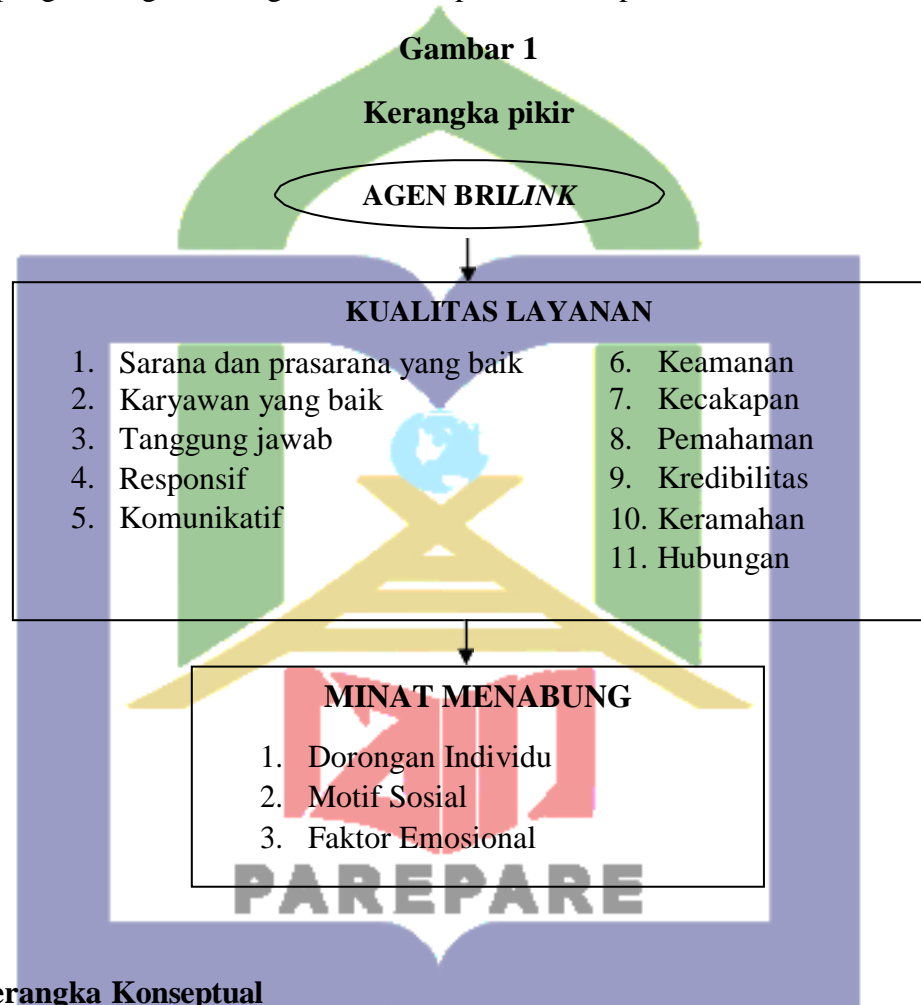 Gambar 1
Kerangka pikir
AGEN BRILINK
KUALITAS LAYANAN
1. Sarana dan prasarana yang baik
2. Karyawan yang baik
3. Tanggung jawab
4. Responsif
5. Komunikatif
6. Keamanan
7. Kecakapan
8. Pemahaman
9. Kredibilitas
10. Keramahan
11. Hubungan
MINAT MENABUNG
1. Dorongan Individu
2. Motif Sosial
3. Faktor Emosional
PAREPARE
erangka Konseptual